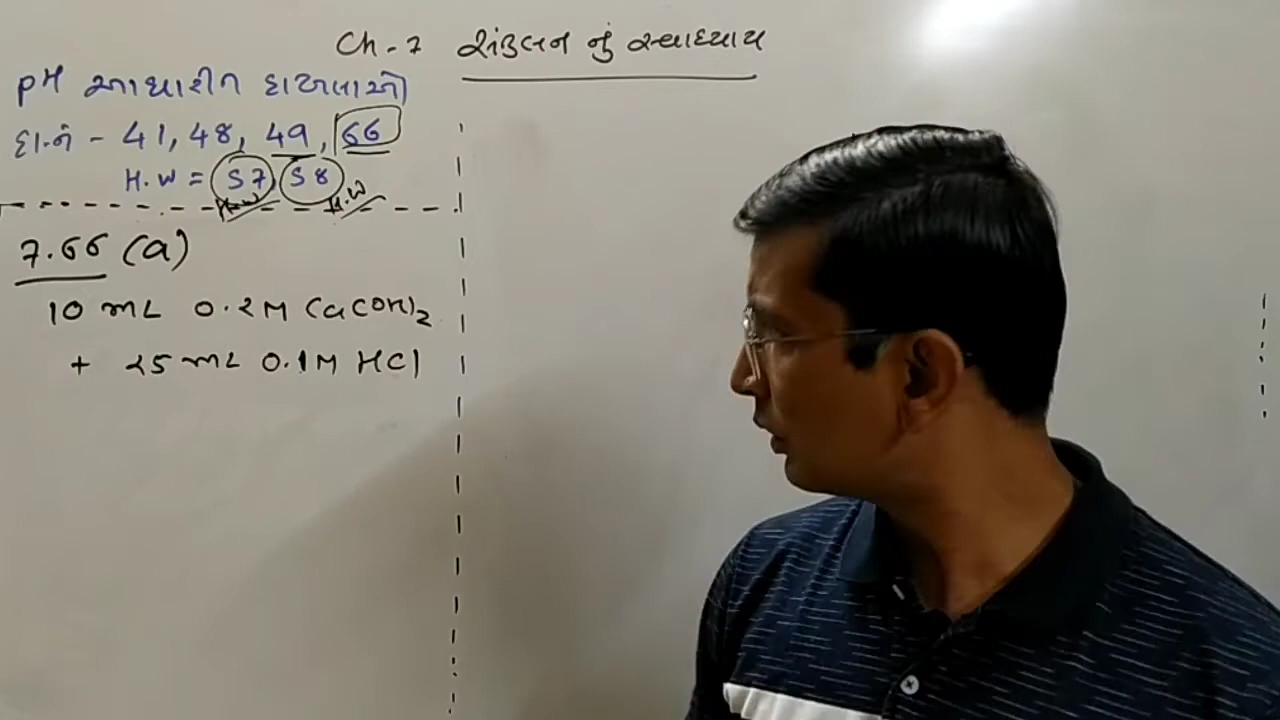 Ch-7 સંતુલન નું સ્વાધ્યાય
pH આધારીત દાખલાઓ
દા.નં - 41, 48, 49, 66
H.W = 57, 58
H.W H.W
7.66 (a)
10 mL 0.2M Ca(OH)2
+ 25 mL 0.1M HCl